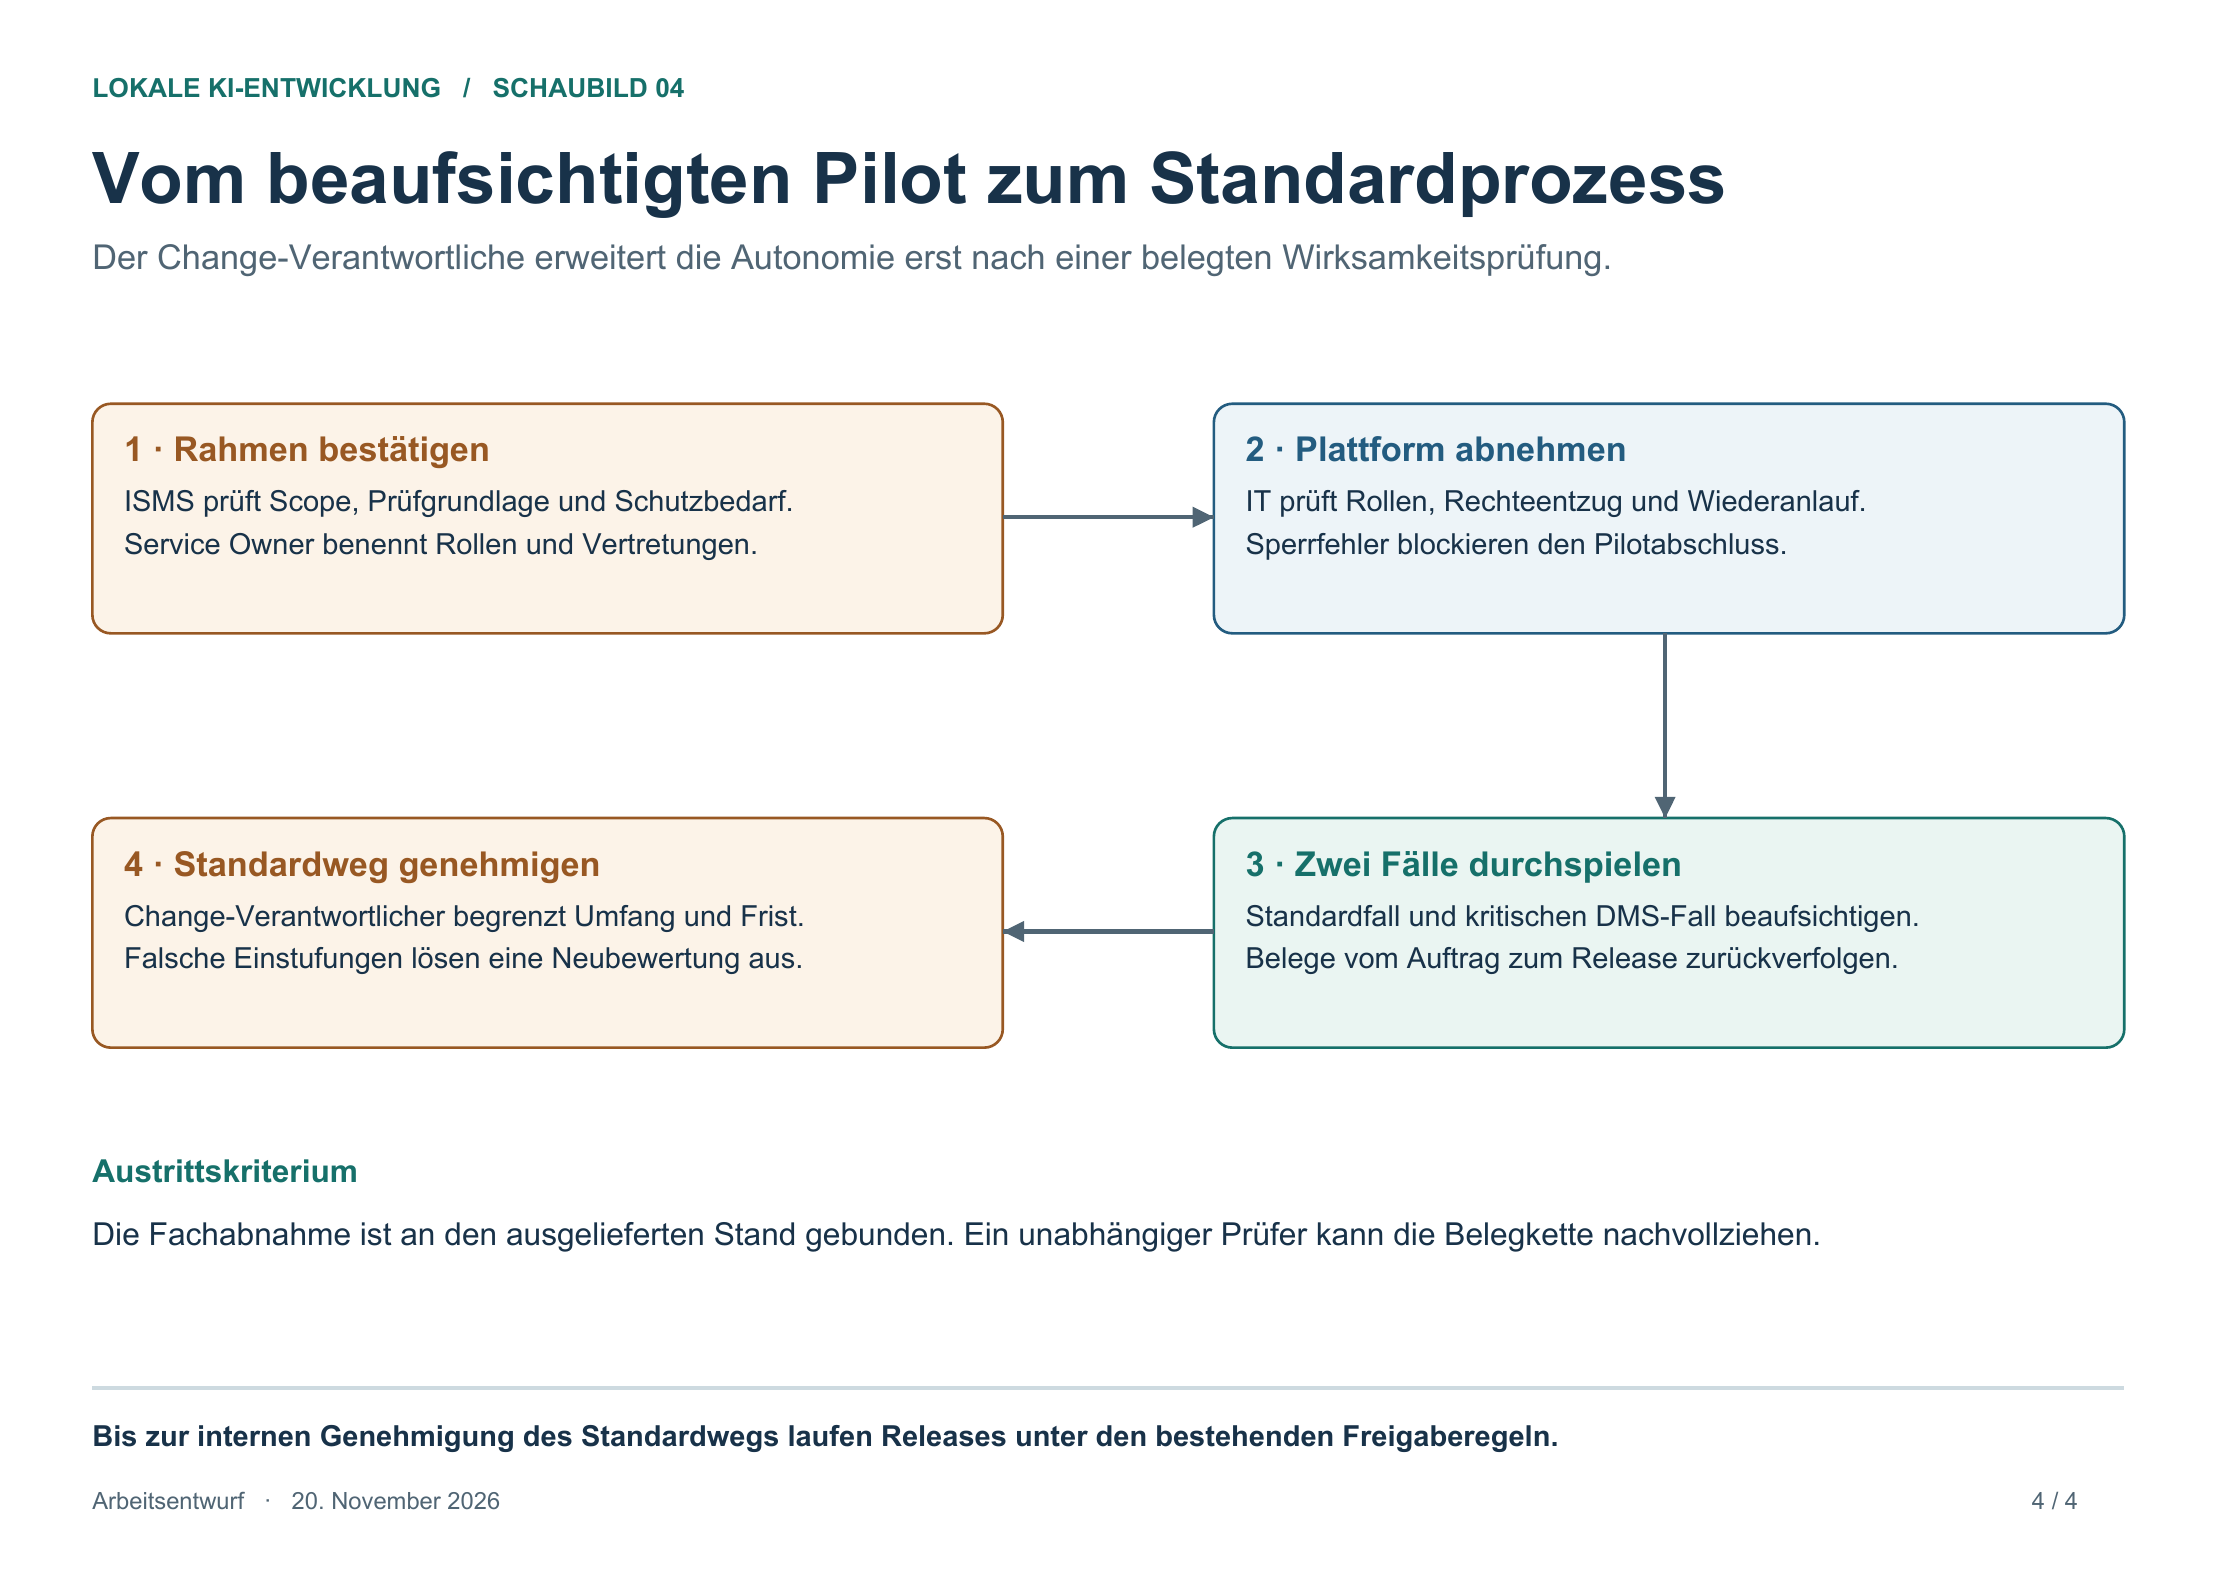 LOKALE KI-ENTWICKLUNG / SCHAUBILD 04
Vom beaufsichtigten Pilot zum Standardprozess
Der Change-Verantwortliche erweitert die Autonomie erst nach einer belegten Wirksamkeitsprüfung.
1 · Rahmen bestätigen
ISMS prüft Scope, Prüfgrundlage und Schutzbedarf.
Service Owner benennt Rollen und Vertretungen.
2 · Plattform abnehmen
IT prüft Rollen, Rechteentzug und Wiederanlauf.
Sperrfehler blockieren den Pilotabschluss.
4 · Standardweg genehmigen
Change-Verantwortlicher begrenzt Umfang und Frist.
Falsche Einstufungen lösen eine Neubewertung aus.
3 · Zwei Fälle durchspielen
Standardfall und kritischen DMS-Fall beaufsichtigen.
Belege vom Auftrag zum Release zurückverfolgen.
Austrittskriterium
Die Fachabnahme ist an den ausgelieferten Stand gebunden. Ein unabhängiger Prüfer kann die Belegkette nachvollziehen.
Bis zur internen Genehmigung des Standardwegs laufen Releases unter den bestehenden Freigaberegeln.
Arbeitsentwurf · 20. November 2026
4 / 4